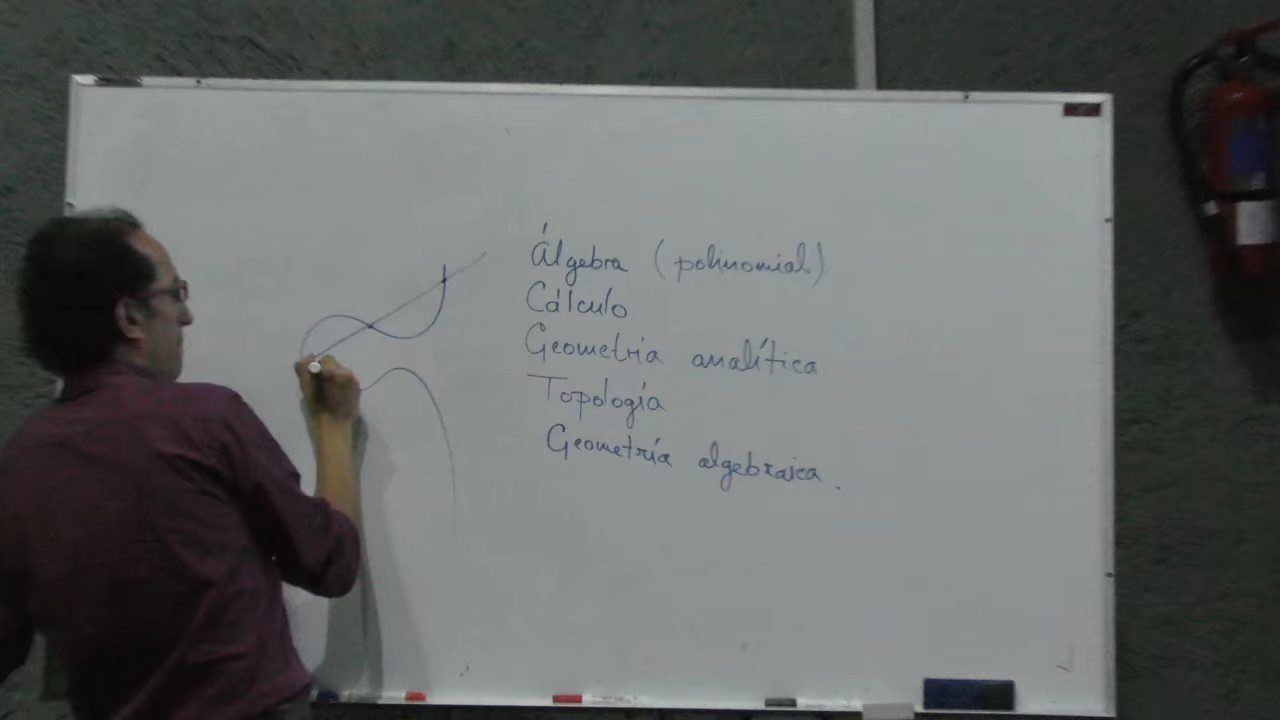 Álgebra (polinomial)
Cálculo
Geometría analítica
Topología
Geometría algebraica.